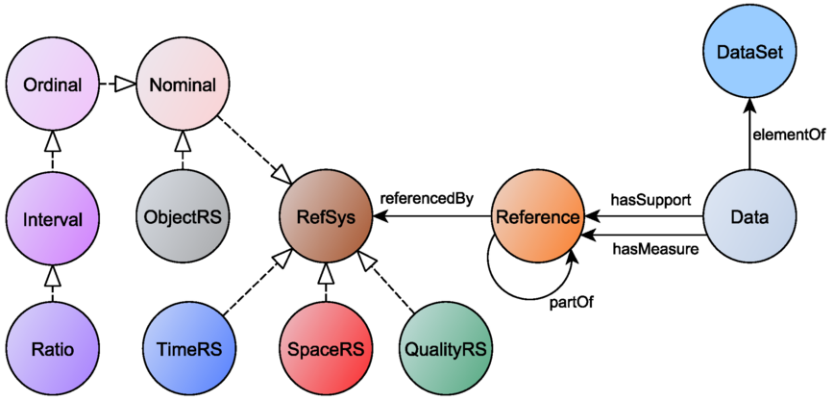 DataSet
Ordinal
Nominal
elementOf
Interval
ObjectRS
RefSys
referencedBy
Reference
hasSupport
hasMeasure
Data
partOf
Ratio
TimeRS
SpaceRS
QualityRS